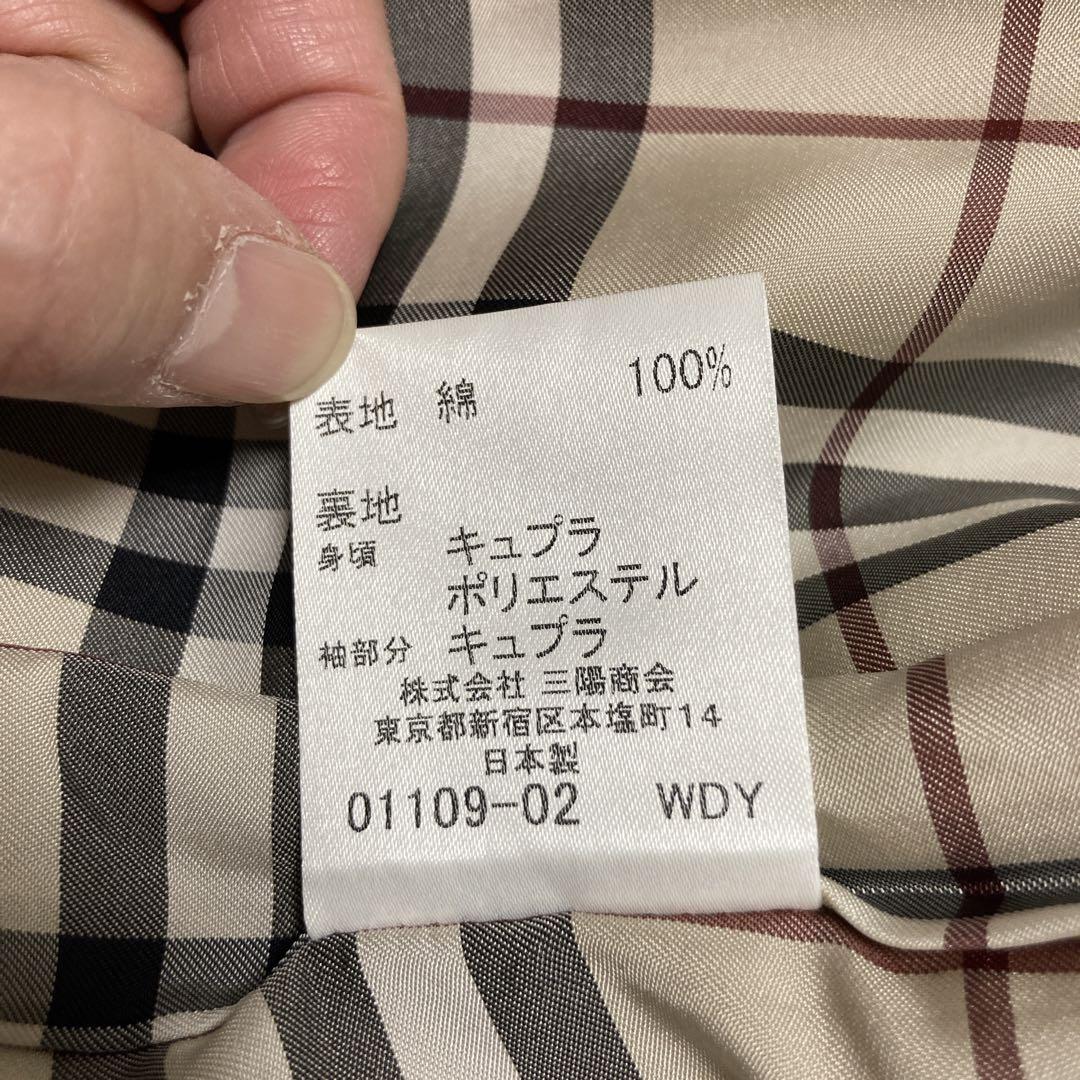 表地 綿 100%
裏地
身頃 キュプラ
ポリエステル
袖部分 キュプラ
株式会社 三陽商会
東京都新宿区本塩町14
日本製
01109-02 WDY